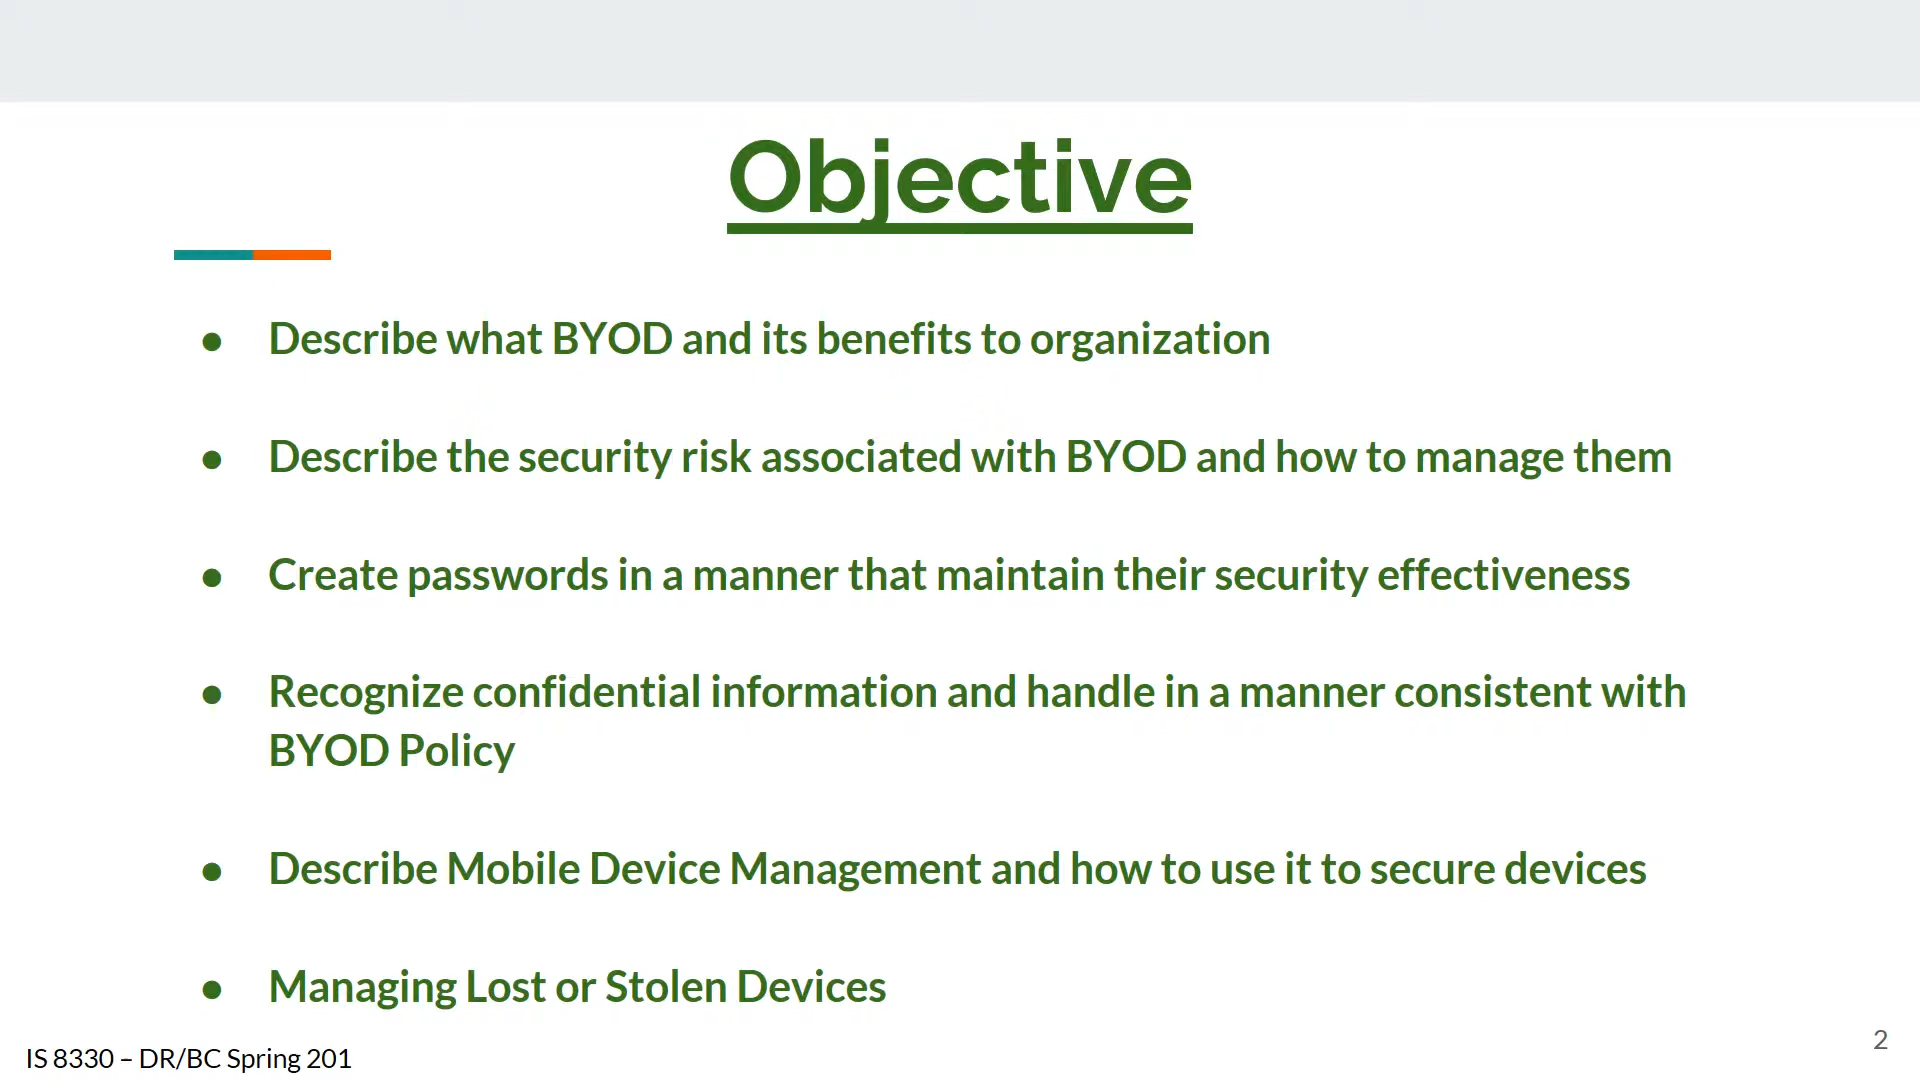 Objective
● Describe what BYOD and its benefits to organization
● Describe the security risk associated with BYOD and how to manage them
● Create passwords in a manner that maintain their security effectiveness
● Recognize confidential information and handle in a manner consistent with
BYOD Policy
● Describe Mobile Device Management and how to use it to secure devices
● Managing Lost or Stolen Devices
IS 8330 – DR/BC Spring 201
2